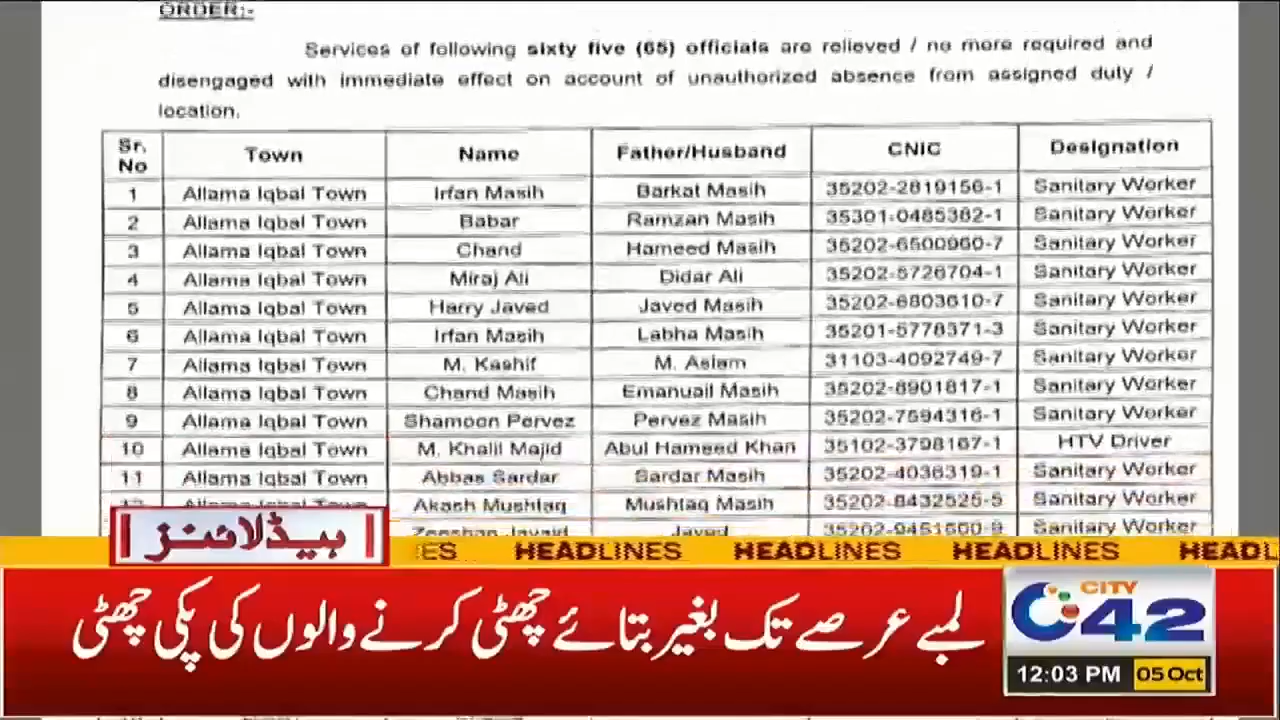 ORDER:-
Services of following sixty five (65) officials are relieved / no more required and
disengaged with immediate effect on account of unauthorized absence from assigned duty /
location.
Sr. No Town Name Father/Husband CNIC Designation
1 Allama Iqbal Town Irfan Masih Barkat Masih 35202-2819156-1 Sanitary Worker
2 Allama Iqbal Town Babar Ramzan Masih 35301-0485382-1 Sanitary Worker
3 Allama Iqbal Town Chand Hameed Masih 35202-6500960-7 Sanitary Worker
4 Allama Iqbal Town Miraj Ali Didar Ali 35202-5726704-1 Sanitary Worker
5 Allama Iqbal Town Harry Javed Javed Masih 35202-6803610-7 Sanitary Worker
6 Allama Iqbal Town Irfan Masih Labha Masih 35201-5778371-3 Sanitary Worker
7 Allama Iqbal Town M. Kashif M. Aslam 31103-4092749-7 Sanitary Worker
8 Allama Iqbal Town Chand Masih Emanuail Masih 35202-8901817-1 Sanitary Worker
9 Allama Iqbal Town Shamoon Pervez Pervez Masih 35202-7594316-1 Sanitary Worker
10 Allama Iqbal Town M. Khalil Majid Abul Hameed Khan 35102-3798167-1 HTV Driver
11 Allama Iqbal Town Abbas Sardar Sardar Masih 35202-4036319-1 Sanitary Worker
12 Allama Iqbal Town Akash Mushtaq Mushtaq Masih 35202-8432525-5 Sanitary Worker
Zeeshan Javaid Javed Sanitary Worker
ہیڈلائنز
HEADLINES HEADLINES HEADLINES
لمبے عرصے تک بغیر بتائے چھٹی کرنے والوں کی پکی چھٹی
CITY
42
12:03 PM 05 Oct